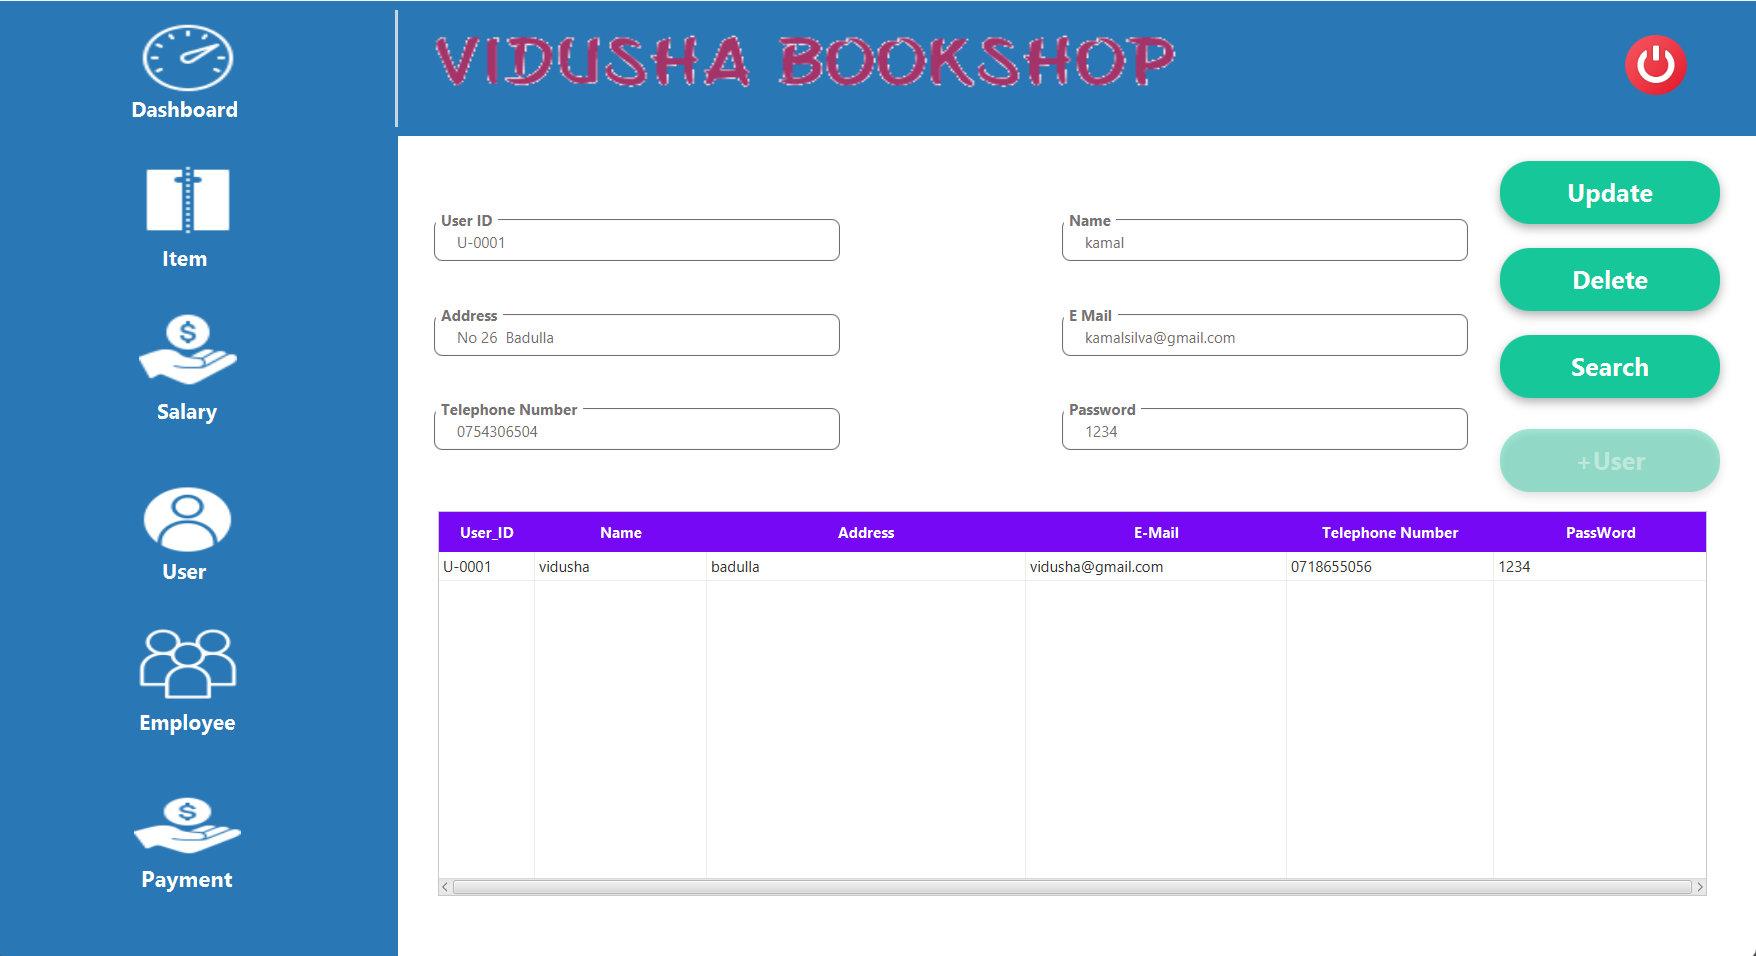 VIDUSHA BOOKSHOP
Dashboard
Item
Salary
User
Employee
Payment
User ID
U-0001
Name
kamal
Address
No 26  Badulla
E Mail
kamalsilva@gmail.com
Telephone Number
0754306504
Password
1234
Update
Delete
Search
+User
User_ID Name Address E-Mail Telephone Number PassWord
U-0001 vidusha badulla vidusha@gmail.com 0718655056 1234